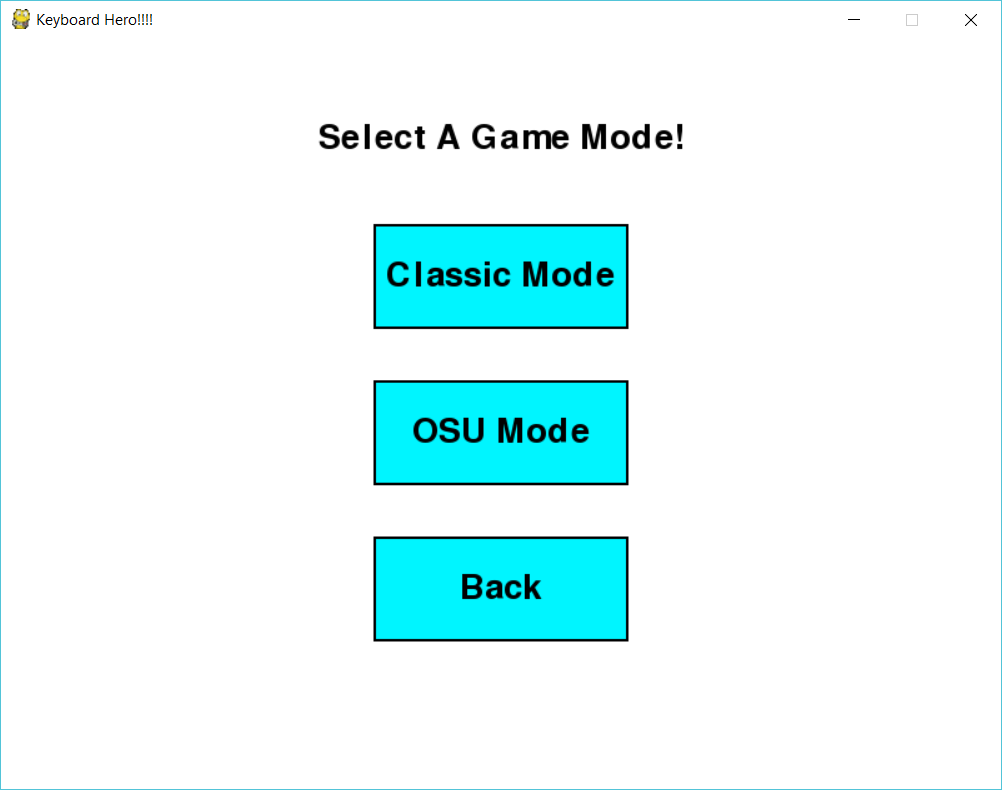 Keyboard Hero!!!!
Select A Game Mode!
Classic Mode
OSU Mode
Back